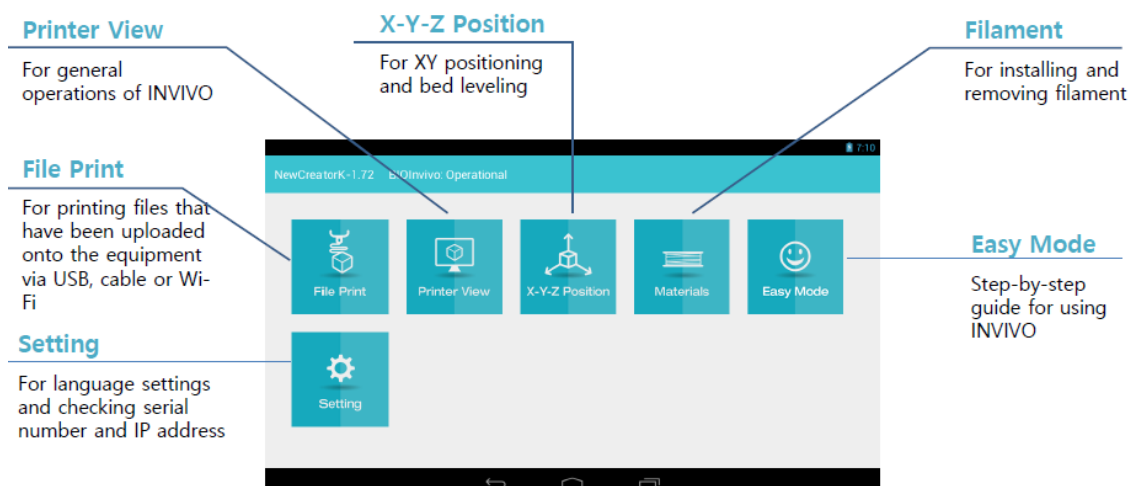 Printer View
For general
operations of INVIVO
X-Y-Z Position
For XY positioning
and bed leveling
Filament
For installing and
removing filament
File Print
For printing files that
have been uploaded
onto the equipment
via USB, cable or Wi-
Fi
Setting
For language settings
and checking serial
number and IP address
7:10
NewCreatorK-1.72 BIOInvivo: Operational
File Print
Printer View
X-Y-Z Position
Materials
Easy Mode
Setting
Easy Mode
Step-by-step
guide for using
INVIVO